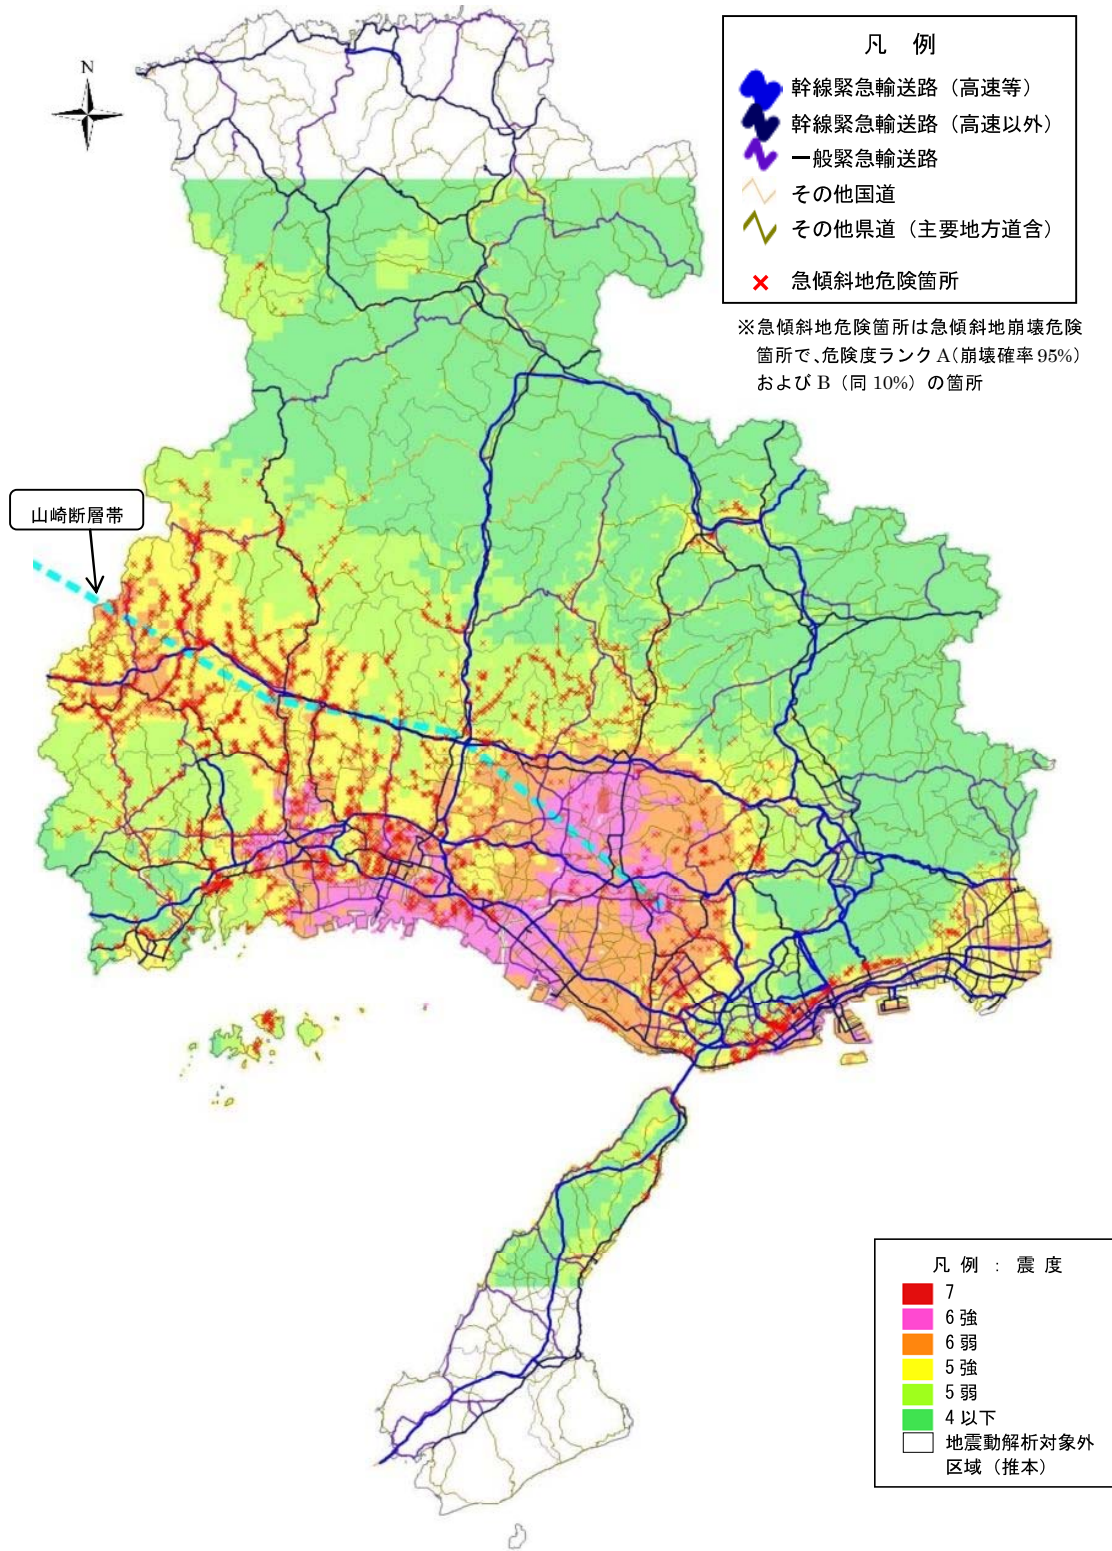 凡 例
幹線緊急輸送路（高速等）
幹線緊急輸送路（高速以外）
一般緊急輸送路
その他国道
その他県道（主要地方道含）
急傾斜地危険箇所
※急傾斜地危険箇所は急傾斜地崩壊危険
箇所で、危険度ランク A（崩壊確率 95%）
および B（同 10%）の箇所
N
山崎断層帯
凡 例 ： 震 度
7
6 強
6 弱
5 強
5 弱
4 以下
地震動解析対象外
区域（推本）